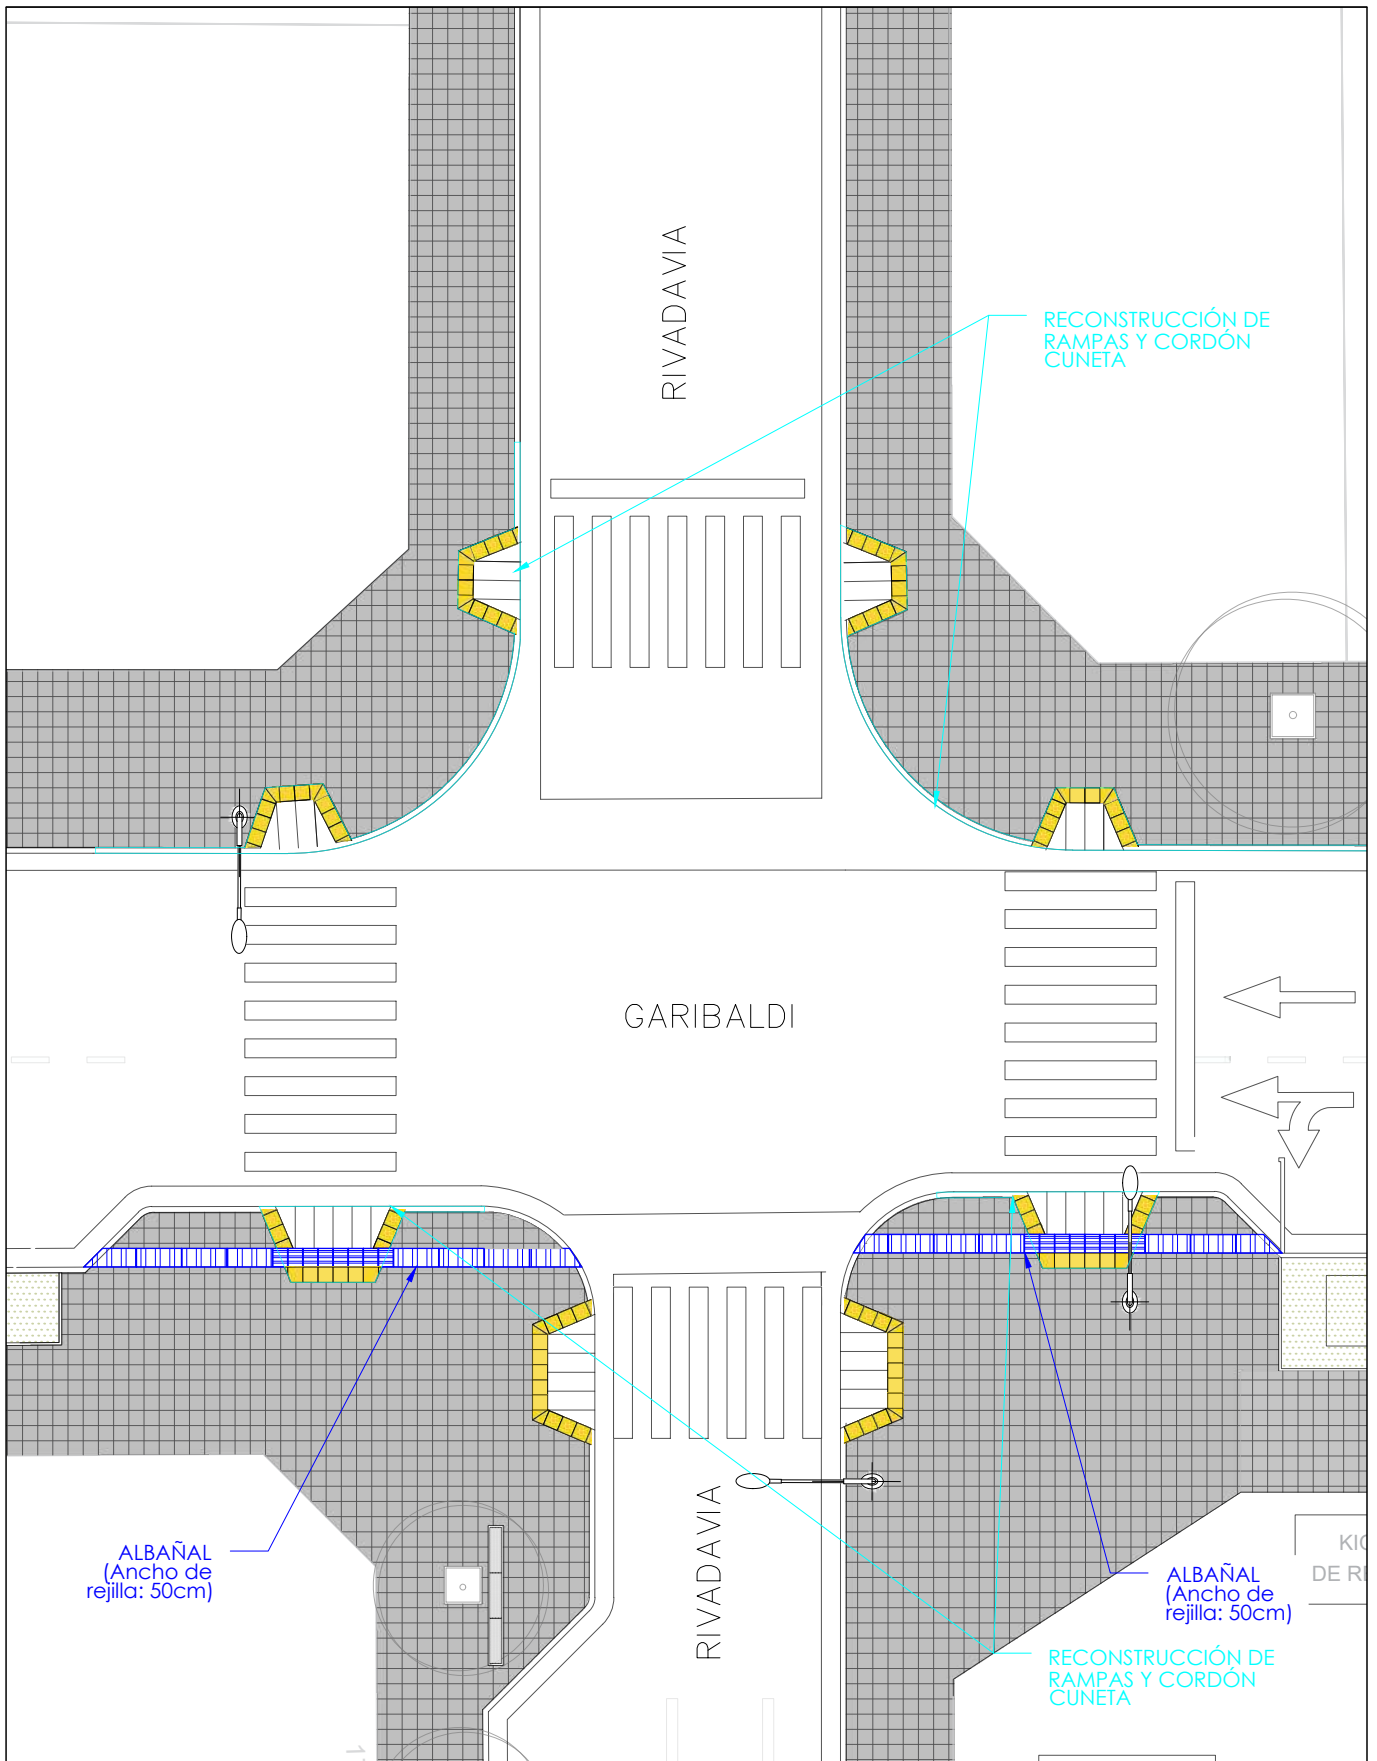 RIVADAVIA
RECONSTRUCCIÓN DE
RAMPAS Y CORDÓN
CUNETA
GARIBALDI
ALBAÑAL
(Ancho de
rejilla: 50cm)
RIVADAVIA
ALBAÑAL
(Ancho de
rejilla: 50cm)
RECONSTRUCCIÓN DE
RAMPAS Y CORDÓN
CUNETA
DE